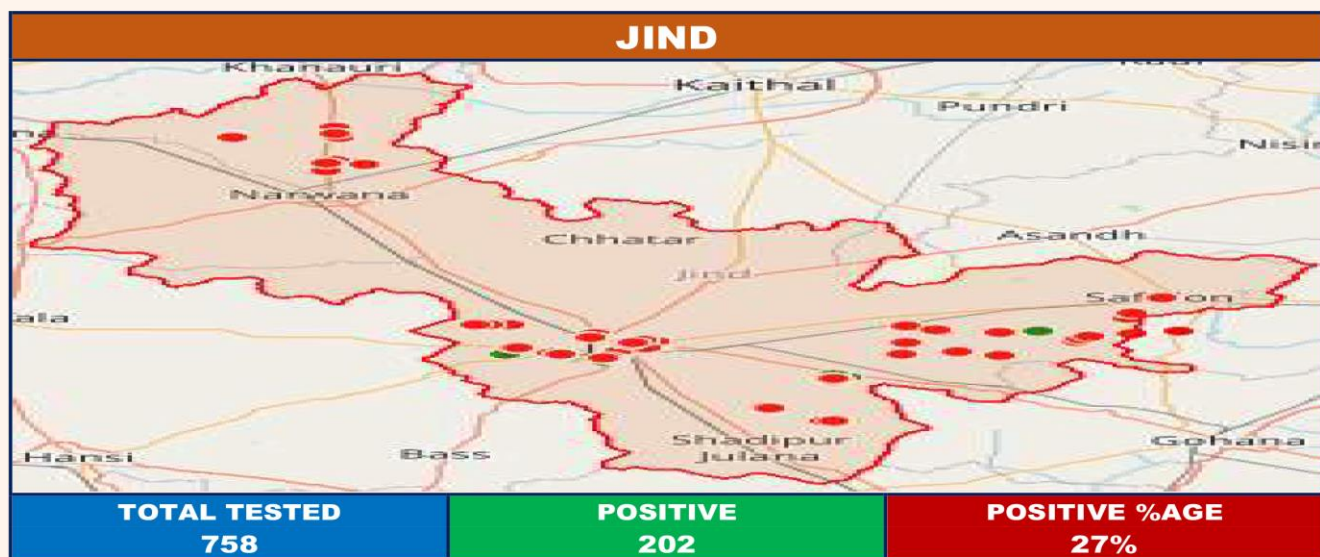 JIND
Khanauri
Kaithal
Pundri
Narwana
Chhatar
Asandh
Jind
Hansi
Bass
Shadipur
Julana
Gohana
TOTAL TESTED
758
POSITIVE
202
POSITIVE %AGE
27%